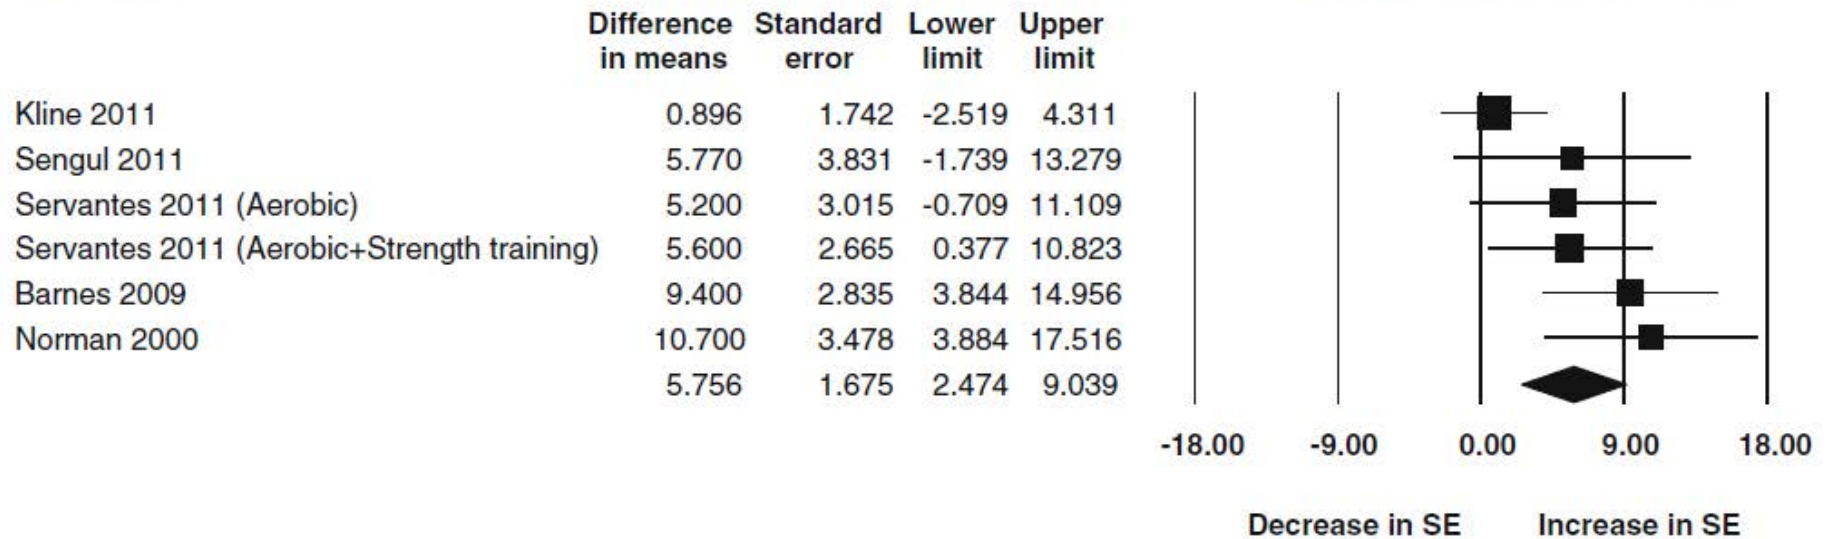 Difference Standard Lower Upper
in means error limit limit
Kline 2011 0.896 1.742 -2.519 4.311
Sengul 2011 5.770 3.831 -1.739 13.279
Servantes 2011 (Aerobic) 5.200 3.015 -0.709 11.109
Servantes 2011 (Aerobic+Strength training) 5.600 2.665 0.377 10.823
Barnes 2009 9.400 2.835 3.844 14.956
Norman 2000 10.700 3.478 3.884 17.516
5.756 1.675 2.474 9.039
-18.00 -9.00 0.00 9.00 18.00
Decrease in SE Increase in SE